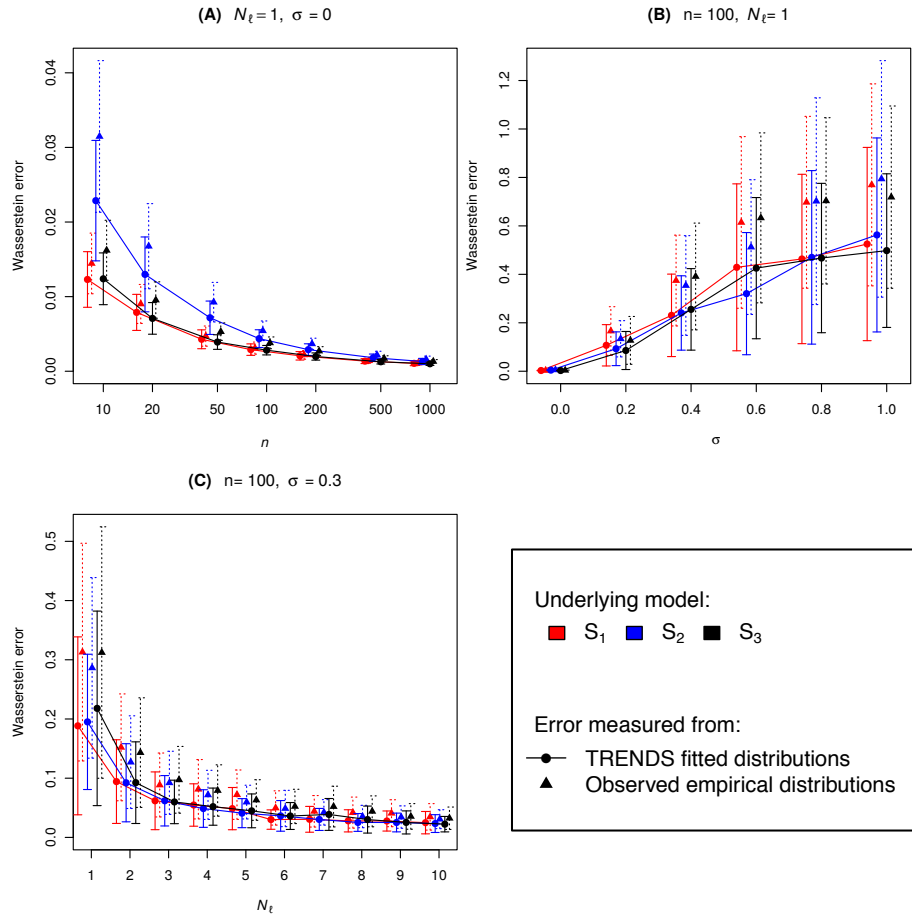 (A) Nℓ = 1, σ = 0
Wasserstein error
0.00 0.01 0.02 0.03 0.04
10 20 50 100 200 500 1000
n
(B) n= 100, Nℓ= 1
Wasserstein error
0.0 0.2 0.4 0.6 0.8 1.0 1.2
0.0 0.2 0.4 0.6 0.8 1.0
σ
(C) n= 100, σ = 0.3
Wasserstein error
0.0 0.1 0.2 0.3 0.4 0.5
1 2 3 4 5 6 7 8 9 10
Nℓ
Underlying model:
S1 S2 S3
Error measured from:
TRENDS fitted distributions
Observed empirical distributions